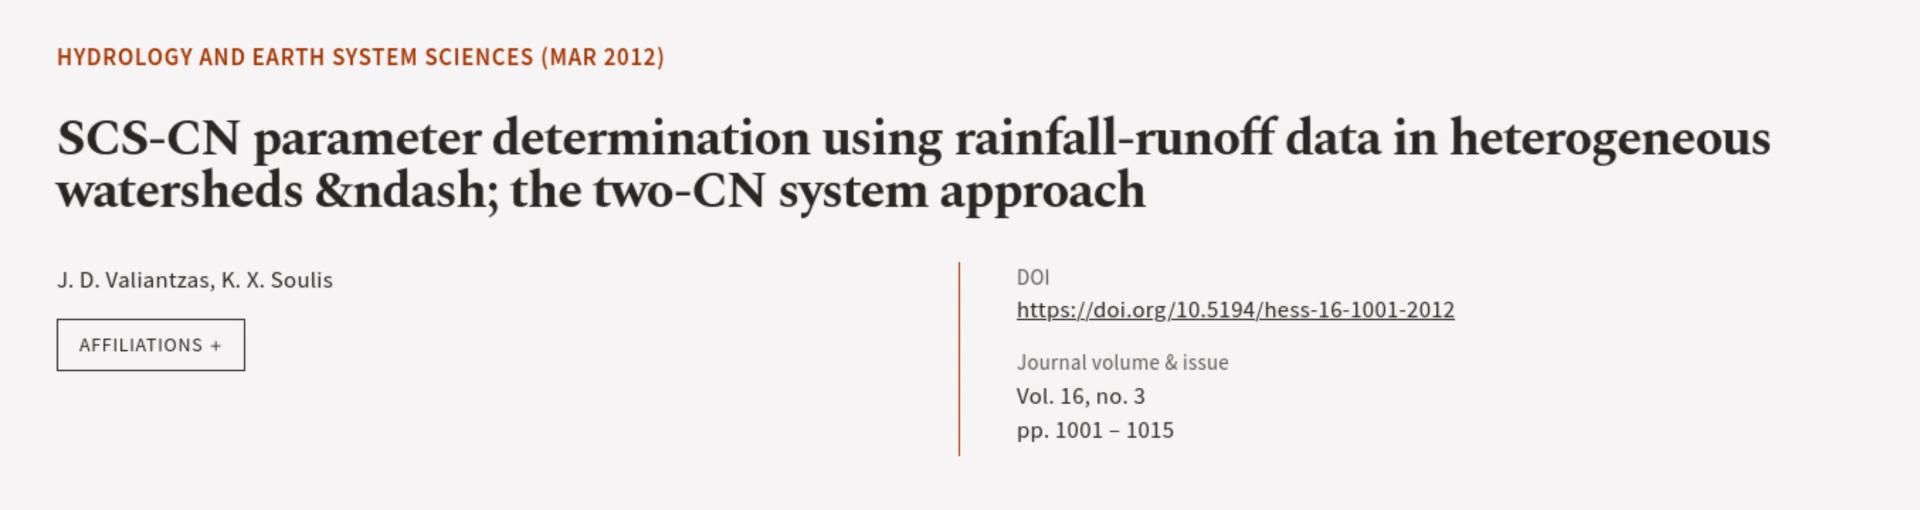 HYDROLOGY AND EARTH SYSTEM SCIENCES (MAR 2012)
SCS-CN parameter determination using rainfall-runoff data in heterogeneous
watersheds &ndash; the two-CN system approach
J. D. Valiantzas, K. X. Soulis
AFFILIATIONS +
DOI
https://doi.org/10.5194/hess-16-1001-2012
Journal volume & issue
Vol. 16, no. 3
pp. 1001 – 1015